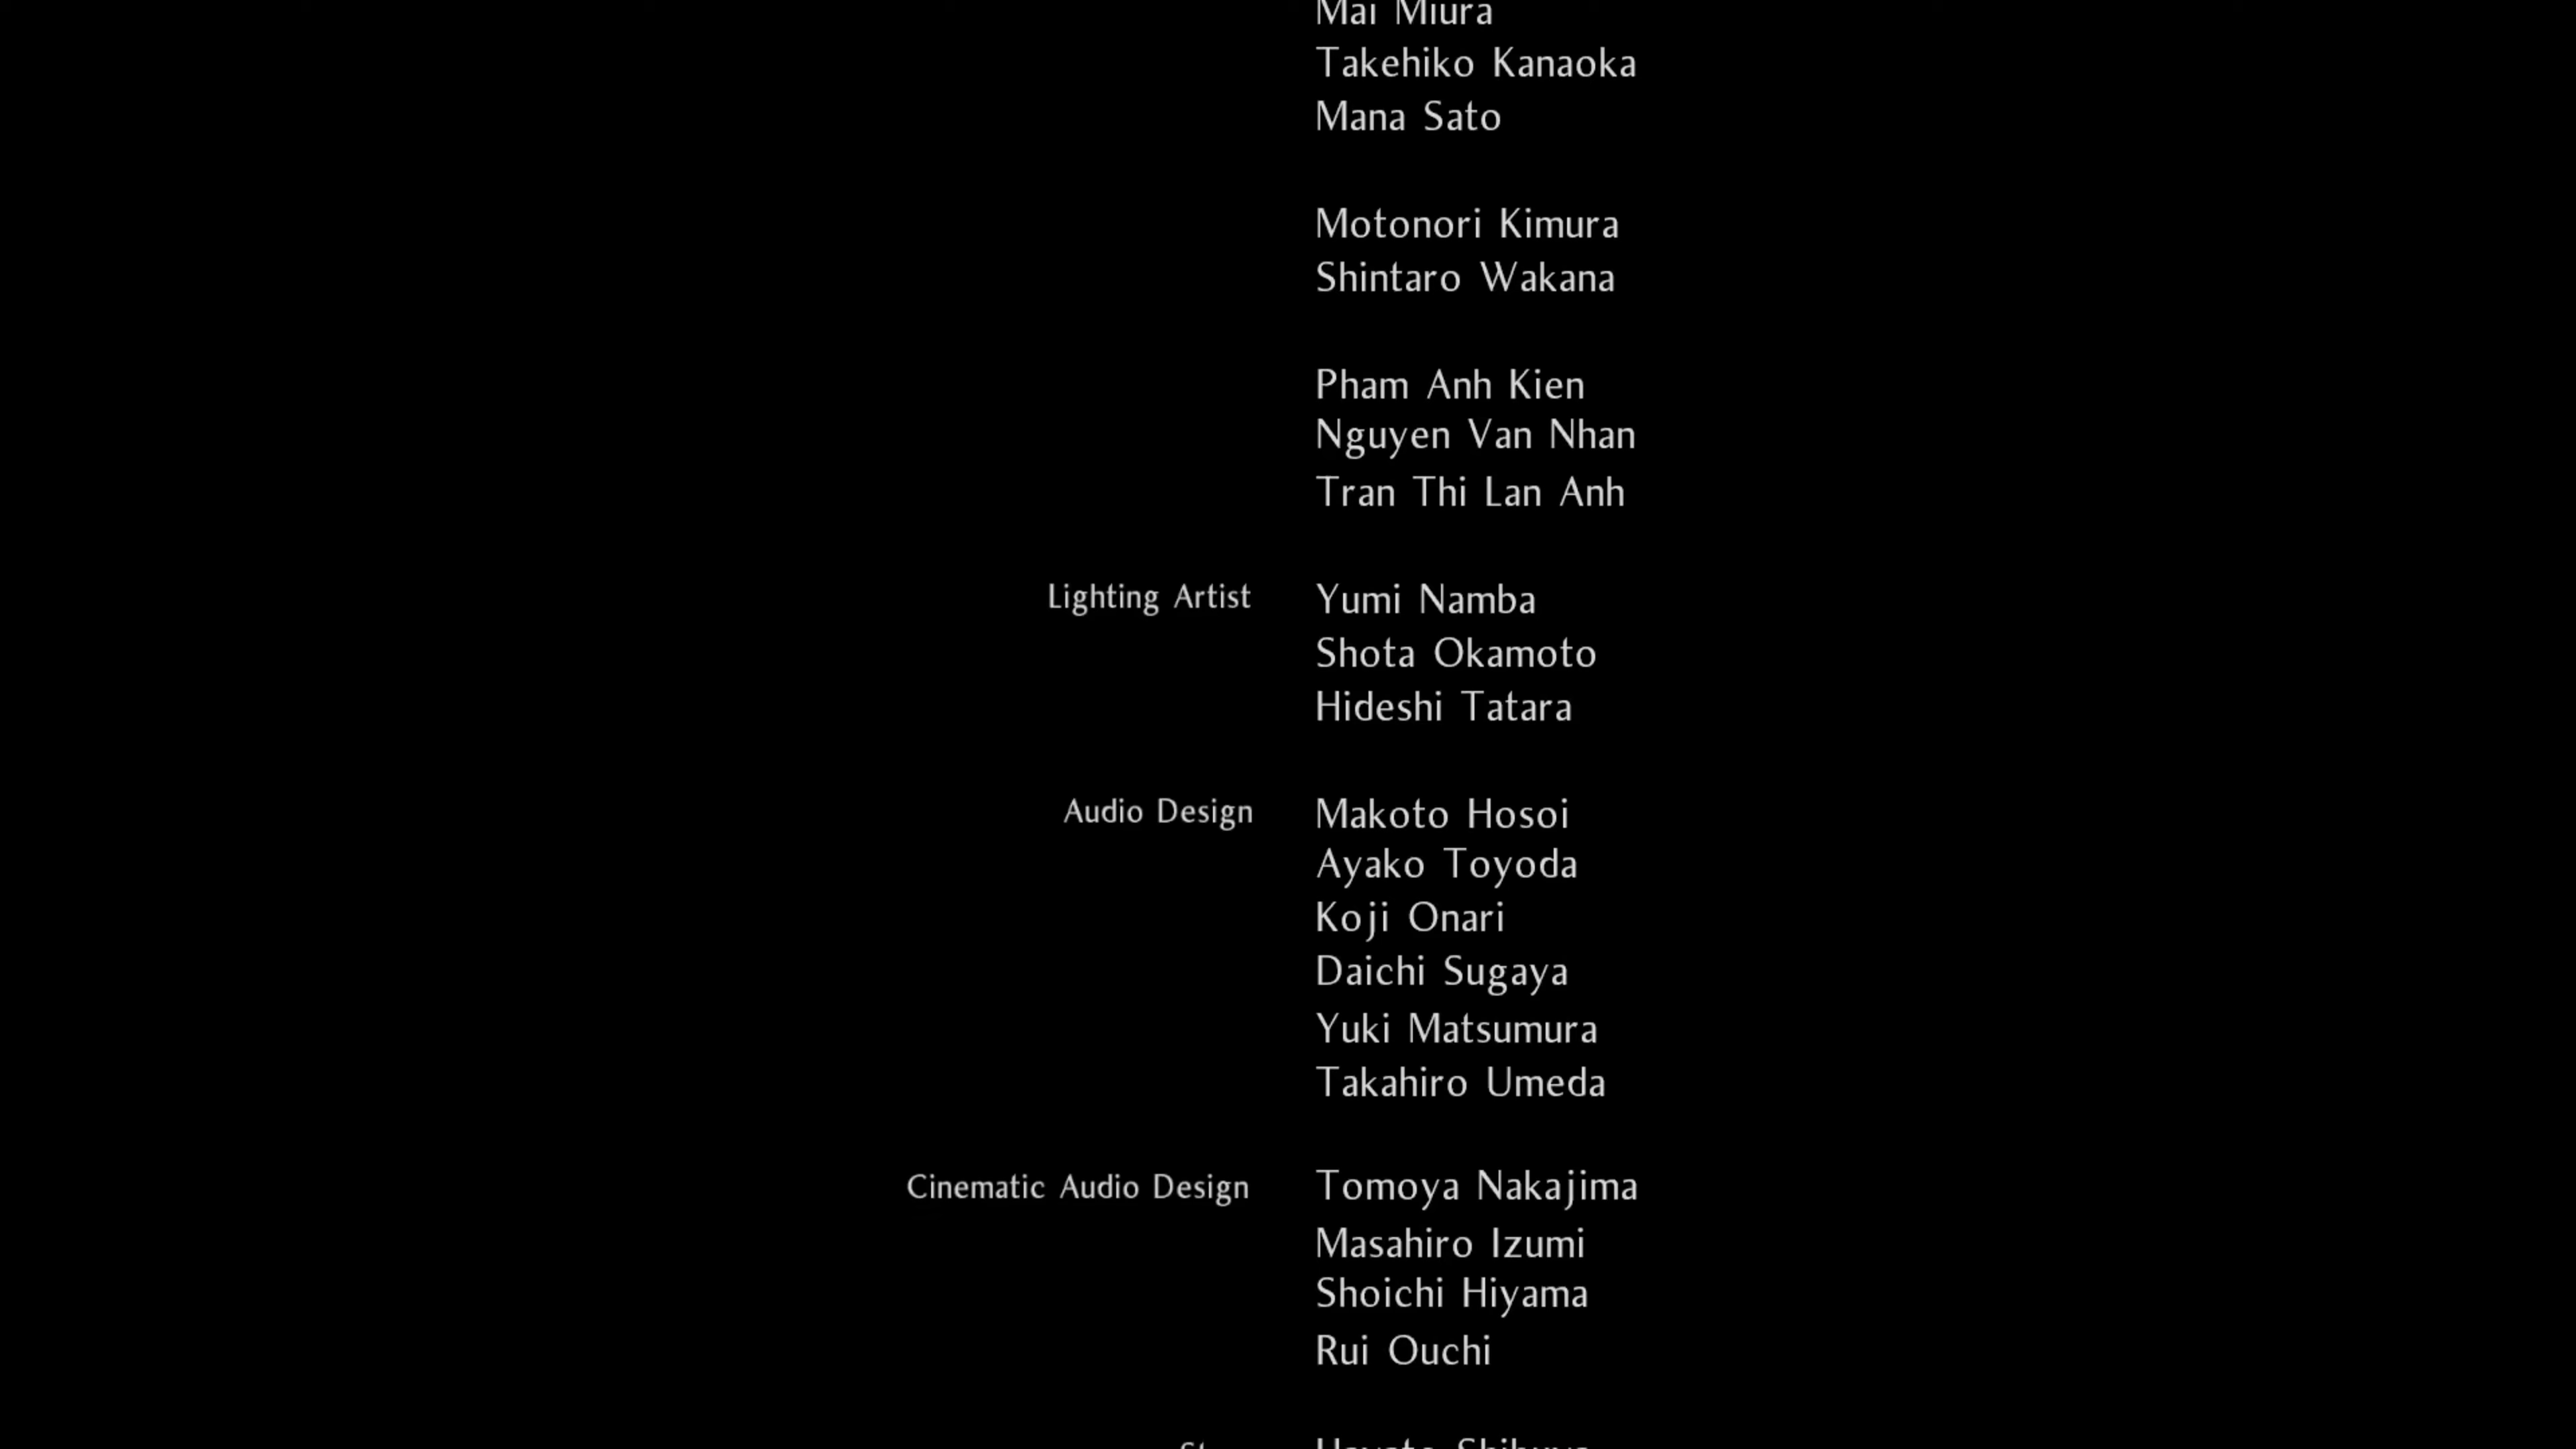 Mai Miura
Takehiko Kanaoka
Mana Sato
Motonori Kimura
Shintaro Wakana
Pham Anh Kien
Nguyen Van Nhan
Tran Thi Lan Anh
Lighting Artist Yumi Namba
Shota Okamoto
Hideshi Tatara
Audio Design Makoto Hosoi
Ayako Toyoda
Koji Onari
Daichi Sugaya
Yuki Matsumura
Takahiro Umeda
Cinematic Audio Design Tomoya Nakajima
Masahiro Izumi
Shoichi Hiyama
Rui Ouchi